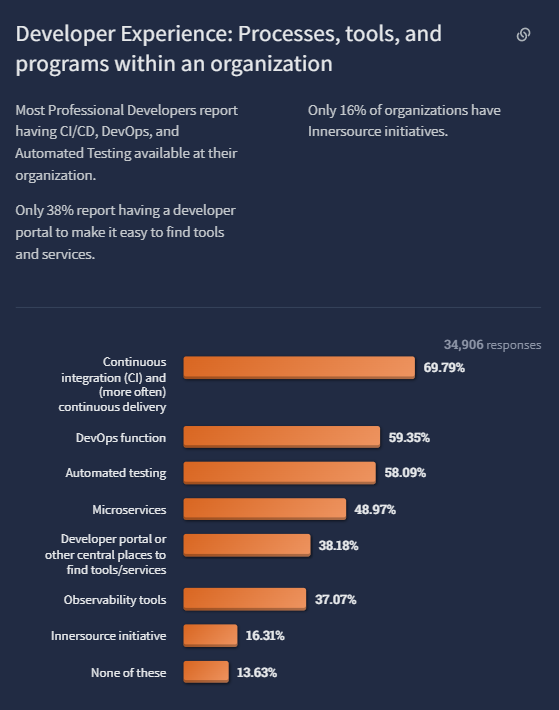 Developer Experience: Processes, tools, and
programs within an organization
Most Professional Developers report
having CI/CD, DevOps, and
Automated Testing available at their
organization.
Only 38% report having a developer
portal to make it easy to find tools
and services.
Only 16% of organizations have
Innersource initiatives.
34,906 responses
Continuous
integration (CI) and
(more often)
continuous delivery
69.79%
DevOps function
59.35%
Automated testing
58.09%
Microservices
48.97%
Developer portal or
other central places to
find tools/services
38.18%
Observability tools
37.07%
Innersource initiative
16.31%
None of these
13.63%